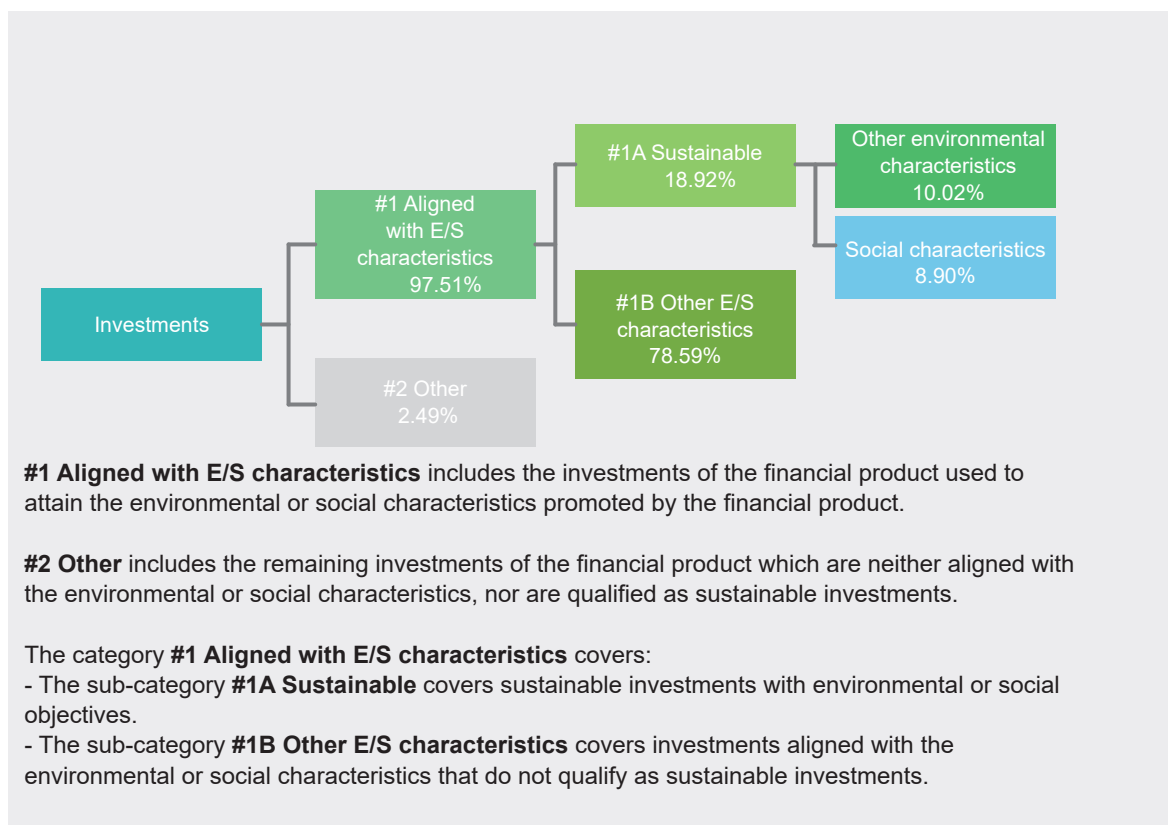 Investments
#1 Aligned
with E/S
characteristics
97.51%
#2 Other
2.49%
#1A Sustainable
18.92%
#1B Other E/S
characteristics
78.59%
Other environmental
characteristics
10.02%
Social characteristics
8.90%
#1 Aligned with E/S characteristics includes the investments of the financial product used to
attain the environmental or social characteristics promoted by the financial product.
#2 Other includes the remaining investments of the financial product which are neither aligned with
the environmental or social characteristics, nor are qualified as sustainable investments.
The category #1 Aligned with E/S characteristics covers:
- The sub-category #1A Sustainable covers sustainable investments with environmental or social
objectives.
- The sub-category #1B Other E/S characteristics covers investments aligned with the
environmental or social characteristics that do not qualify as sustainable investments.